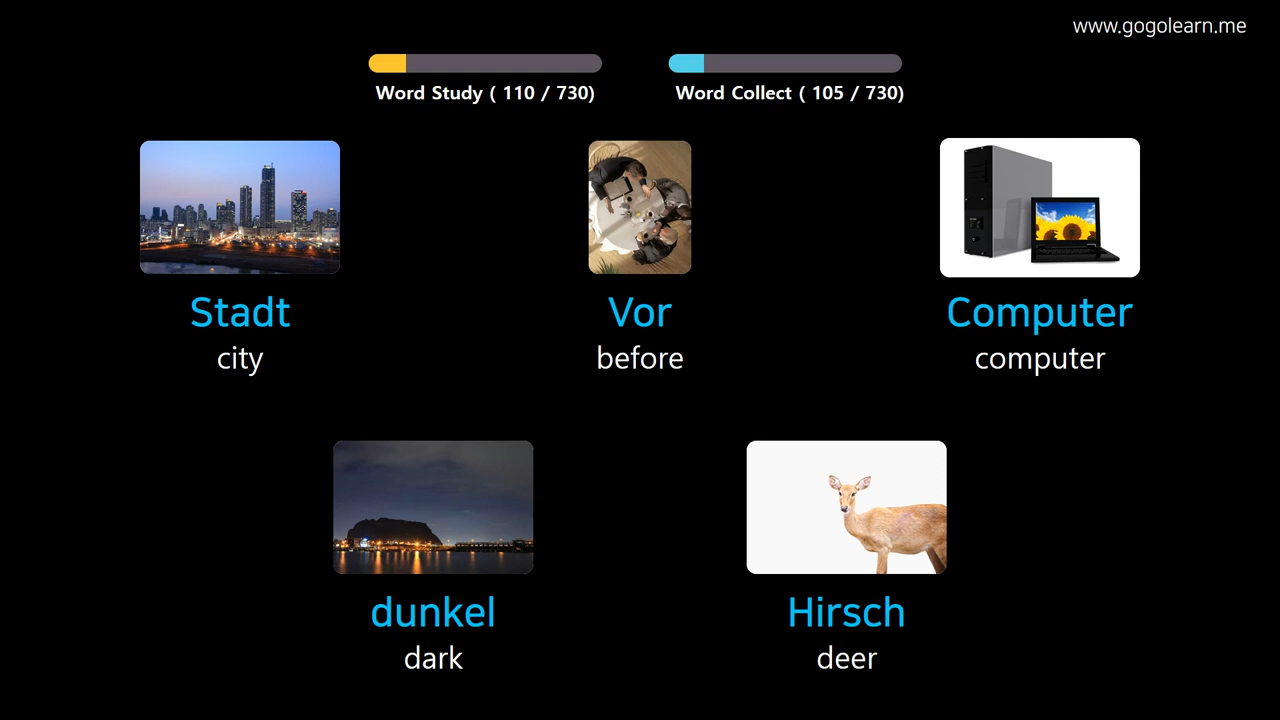 www.gogolearn.me
Word Study ( 110 / 730)
Word Collect ( 105 / 730)
Stadt
city
Vor
before
Computer
computer
dunkel
dark
Hirsch
deer